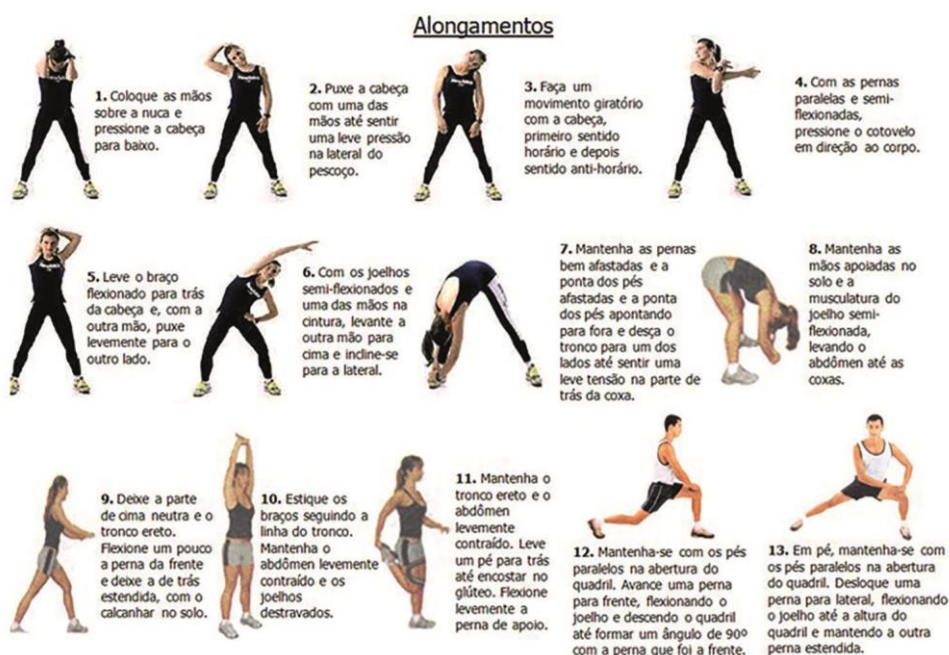 Alongamentos
1. Coloque as mãos
sobre a nuca e
pressione a cabeça
para baixo.
2. Puxe a cabeça
com uma das
mãos até sentir
uma leve pressão
na lateral do
pescoço.
3. Faça um
movimento giratório
com a cabeça,
primeiro sentido
horário e depois
sentido anti-horário.
4. Com as pernas
paralelas e semi-
flexionadas,
pressione o cotovelo
em direção ao corpo.
5. Leve o braço
flexionado para trás
da cabeça e, com a
outra mão, puxe
levemente para o
outro lado.
6. Com os joelhos
semi-flexionados e
uma das mãos na
cintura, levante a
outra mão para
cima e incline-se
para a lateral.
7. Mantenha as pernas
bem afastadas e a
ponta dos pés
afastadas e a ponta
dos pés apontando
para fora e desça o
tronco para um dos
lados até sentir uma
leve tensão na parte de
trás da coxa.
8. Mantenha as
mãos apoiadas no
solo e a
musculatura do
joelho semi-
flexionada,
levando o
abdômen até as
coxas.
9. Deixe a parte
de cima neutra e o
tronco ereto.
Flexione um pouco
a perna da frente
e deixe a de trás
estendida, com o
calcanhar no solo.
10. Estique os
braços seguindo a
linha do tronco.
Mantenha o
abdômen levemente
contraído e os
joelhos
destravados.
11. Mantenha o
tronco ereto e o
abdômen
levemente
contraído. Leve
um pé para trás
até encostar no
glúteo. Flexione
levemente a
perna de apoio.
12. Mantenha-se com os pés
paralelos na abertura do
quadril. Avance uma perna
para frente, flexionando o
joelho e descendo o quadril
até formar um ângulo de 90º
com a perna que foi a frente.
13. Em pé, mantenha-se com
os pés paralelos na abertura
do quadril. Desloque uma
perna para lateral, flexionando
o joelho até a altura do
quadril e mantendo a outra
perna estendida.